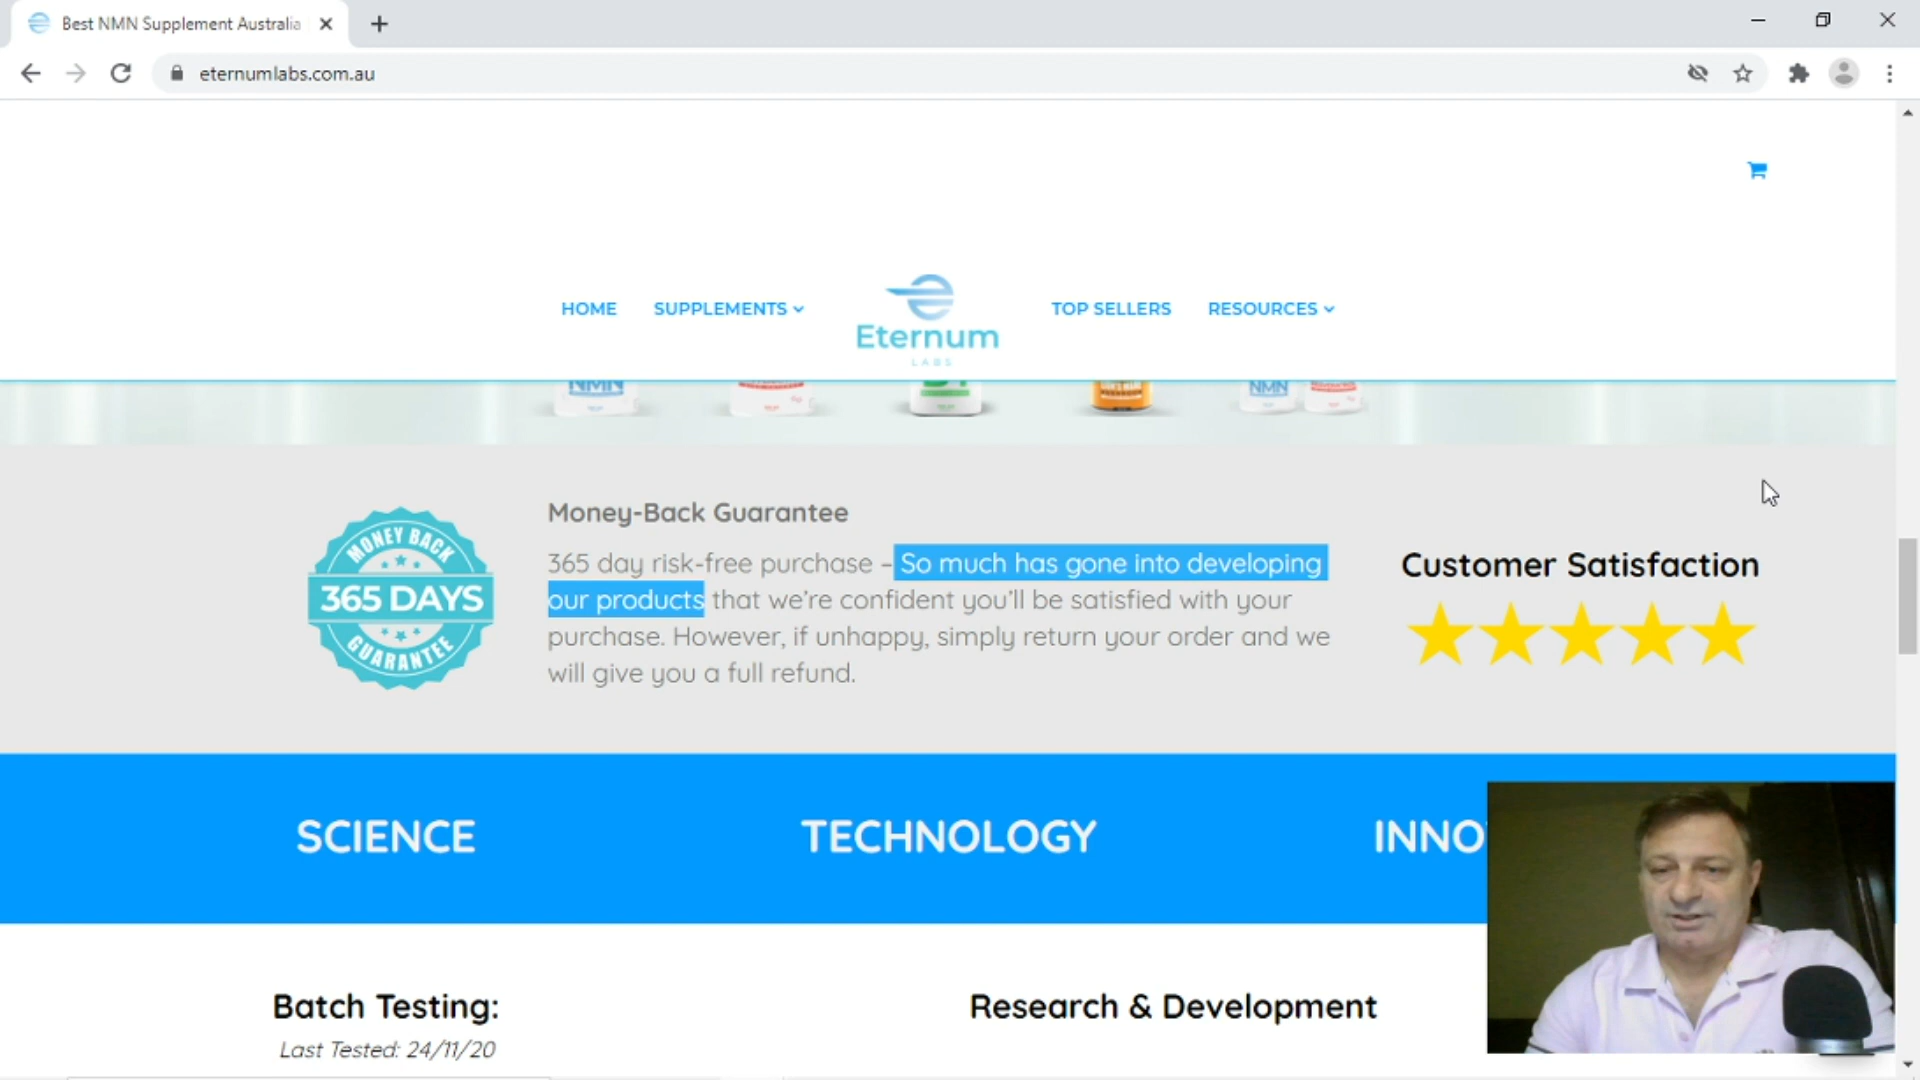 Best NMN Supplement Australia
eternumlabs.com.au
HOME
SUPPLEMENTS
Eternum
LABS
TOP SELLERS
RESOURCES
NMN
NMN
MONEY BACK
365 DAYS
GUARANTEE
Money-Back Guarantee
365 day risk-free purchase – So much has gone into developing
our products that we’re confident you’ll be satisfied with your
purchase. However, if unhappy, simply return your order and we
will give you a full refund.
Customer Satisfaction
SCIENCE
TECHNOLOGY
INNO
Batch Testing:
Last Tested: 24/11/20
Research & Development